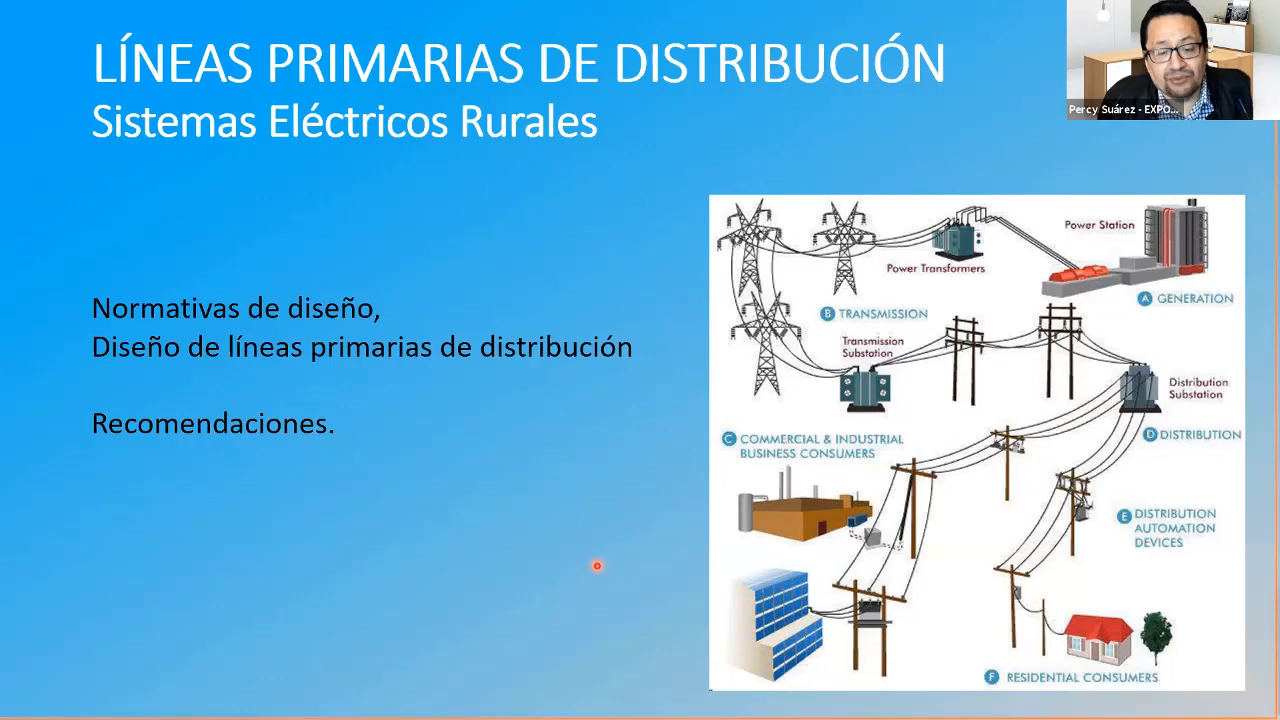 LÍNEAS PRIMARIAS DE DISTRIBUCIÓN
Sistemas Eléctricos Rurales
Percy Suárez - EXPO...
Normativas de diseño,
Diseño de líneas primarias de distribución
Recomendaciones.
Power Station
Power Transformers
A GENERATION
B TRANSMISSION
Transmission
Substation
Distribution
Substation
C COMMERCIAL & INDUSTRIAL
BUSINESS CONSUMERS
D DISTRIBUTION
E DISTRIBUTION
AUTOMATION
DEVICES
F RESIDENTIAL CONSUMERS